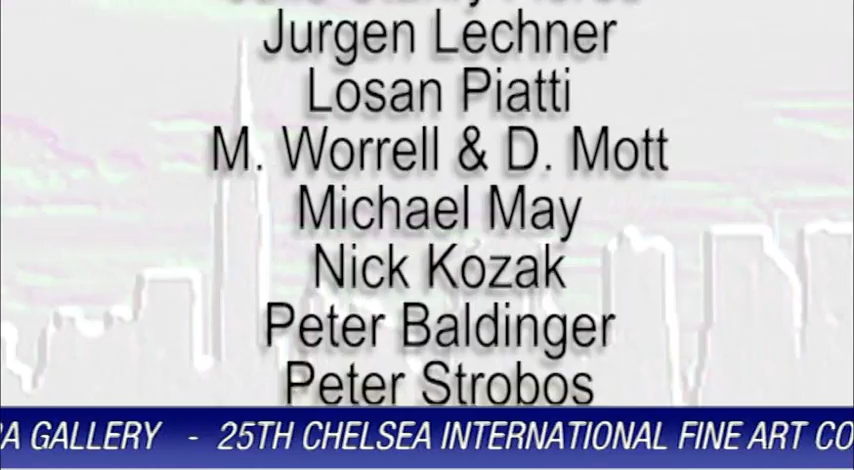 Jurgen Lechner
Losan Piatti
M. Worrell & D. Mott
Michael May
Nick Kozak
Peter Baldinger
Peter Strobos
GALLERY - 25TH CHELSEA INTERNATIONAL FINE ART